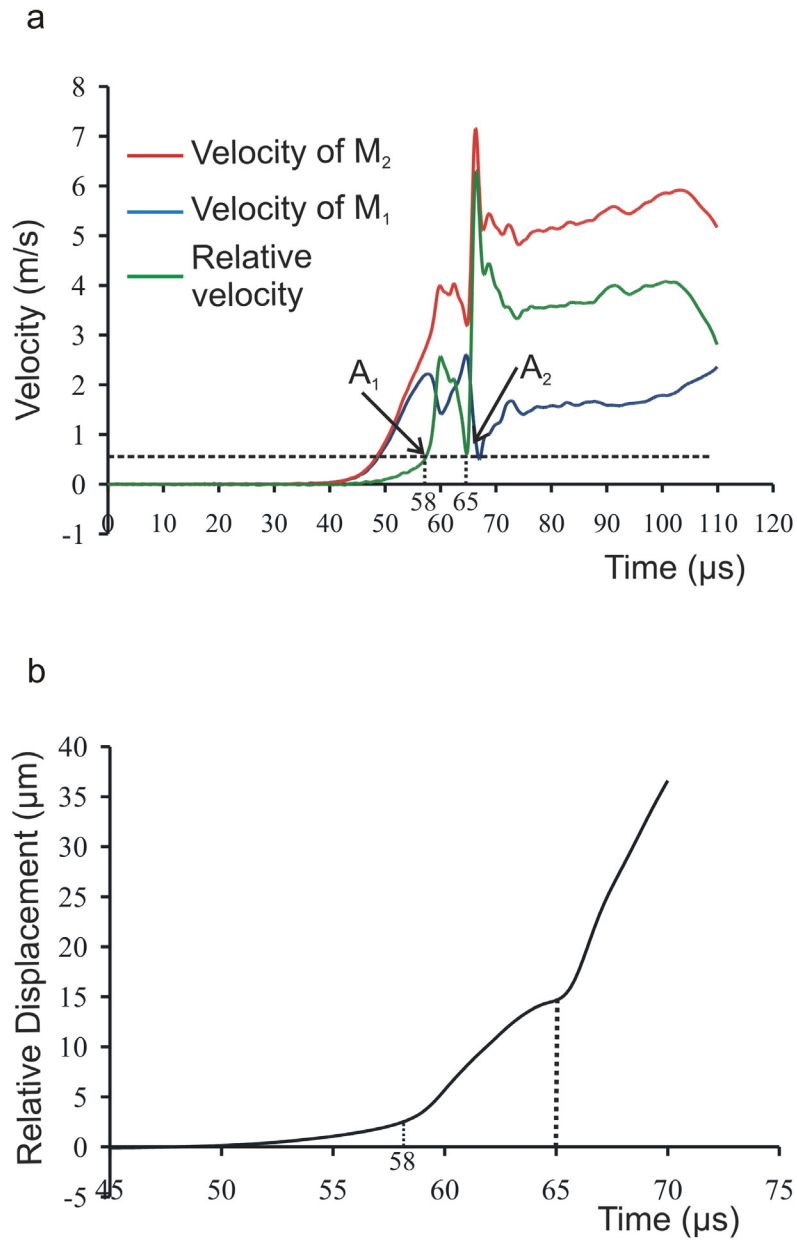 a
8
7
6
5
4
3
2
1
0
-1
Velocity (m/s)
Velocity of M₂
Velocity of M₁
Relative
velocity
A₁
A₂
58
65
0 10 20 30 40 50 60 70 80 90 100 110 120
Time (µs)
b
40
35
30
25
20
15
10
5
0
-5
Relative Displacement (µm)
58
45 50 55 60 65 70 75
Time (µs)